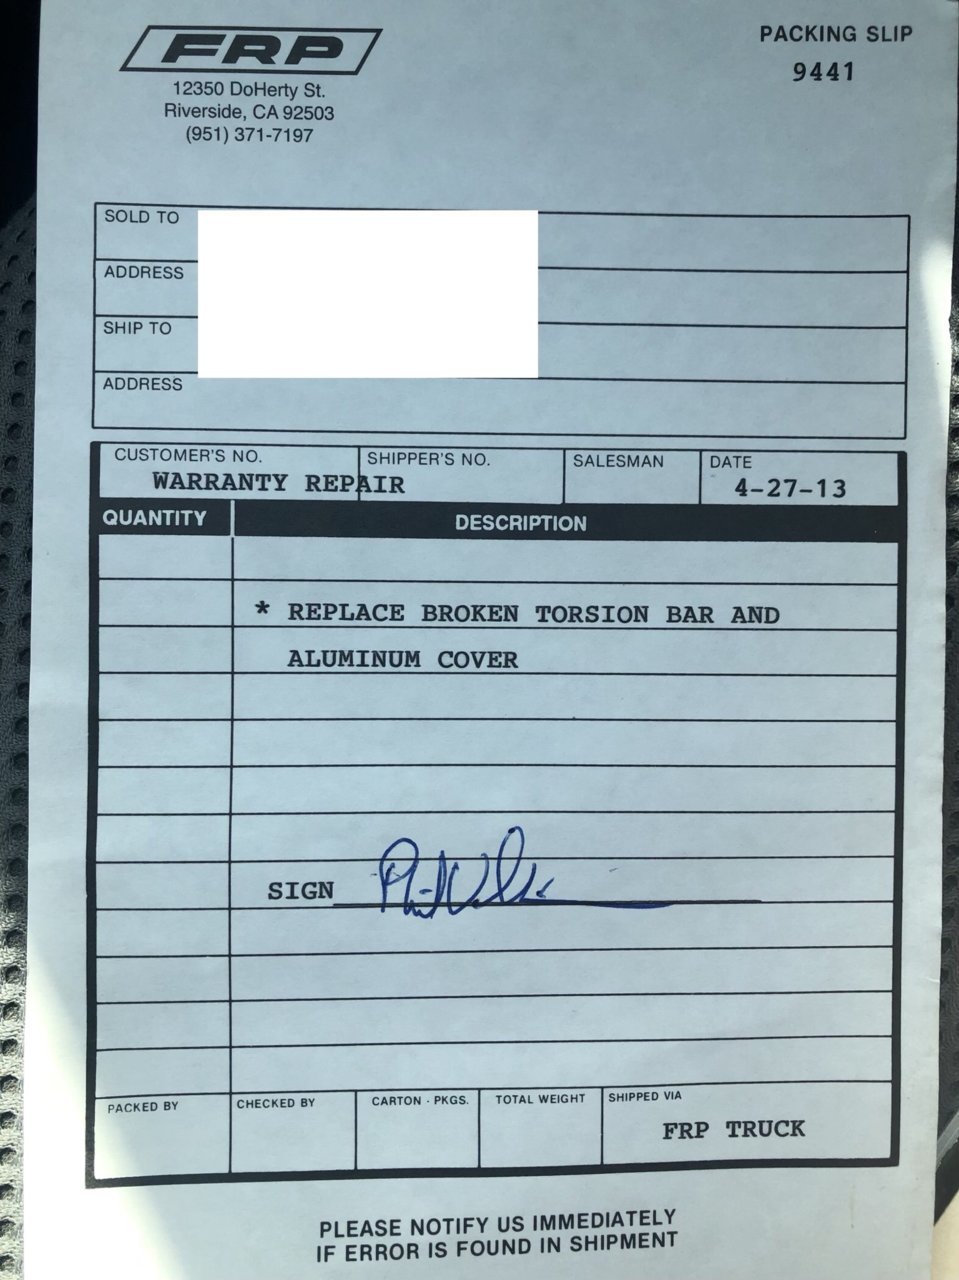 FRP
12350 DoHerty St.
Riverside, CA 92503
(951) 371-7197
PACKING SLIP
9441
SOLD TO
ADDRESS
SHIP TO
ADDRESS
CUSTOMER'S NO.
WARRANTY REPAIR
SHIPPER'S NO.
SALESMAN
DATE
4-27-13
QUANTITY
DESCRIPTION
* REPLACE BROKEN TORSION BAR AND
ALUMINUM COVER
SIGN
PACKED BY
CHECKED BY
CARTON - PKGS.
TOTAL WEIGHT
SHIPPED VIA
FRP TRUCK
PLEASE NOTIFY US IMMEDIATELY
IF ERROR IS FOUND IN SHIPMENT